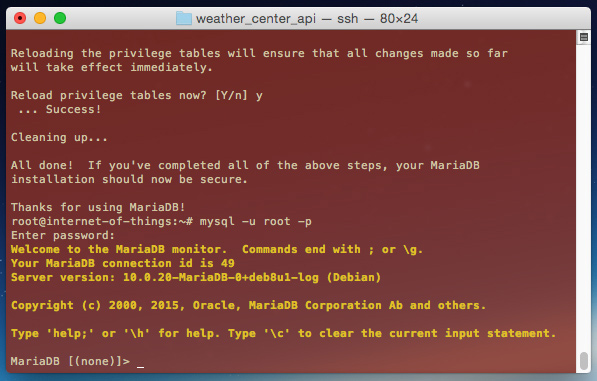 weather_center_api — ssh — 80×24
Reloading the privilege tables will ensure that all changes made so far
will take effect immediately.
Reload privilege tables now? [Y/n] y
... Success!
Cleaning up...
All done!  If you've completed all of the above steps, your MariaDB
installation should now be secure.
Thanks for using MariaDB!
root@internet-of-things:~# mysql -u root -p
Enter password:
Welcome to the MariaDB monitor.  Commands end with ; or \g.
Your MariaDB connection id is 49
Server version: 10.0.20-MariaDB-0+deb8u1-log (Debian)
Copyright (c) 2000, 2015, Oracle, MariaDB Corporation Ab and others.
Type 'help;' or '\h' for help. Type '\c' to clear the current input statement.
MariaDB [(none)]> _